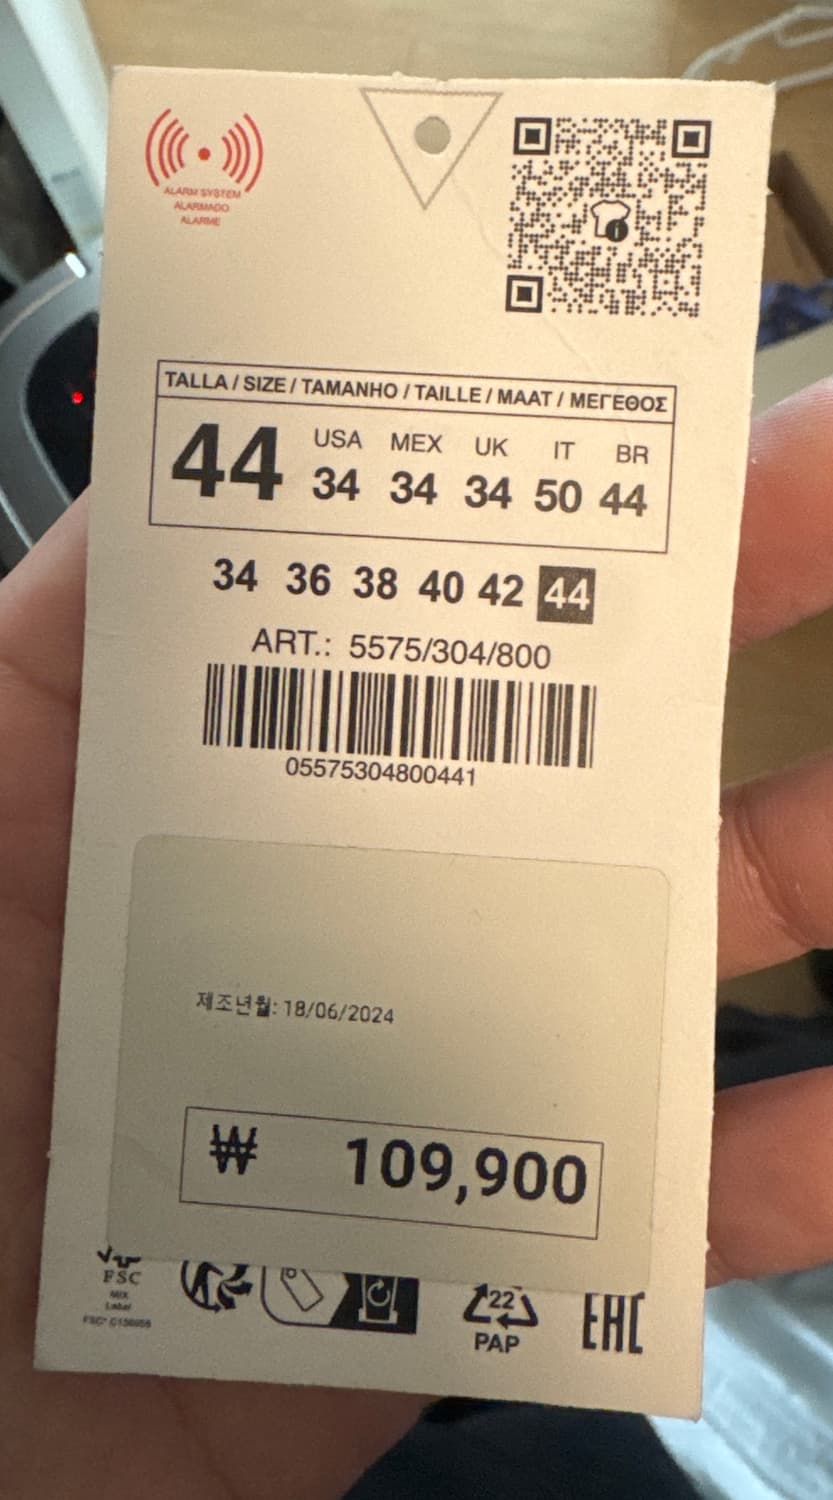 ALARM SYSTEM
ALARMADO
ALARME
TALLA / SIZE / TAMANHO / TAILLE / MAAT / ΜΕΓΕΘΟΣ
44 USA MEX UK IT BR
34 34 34 50 44
34 36 38 40 42 44
ART.: 5575/304/800
05575304800441
제조년월: 18/06/2024
₩ 109,900
FSC
MIX
Label
22
PAP
EAC